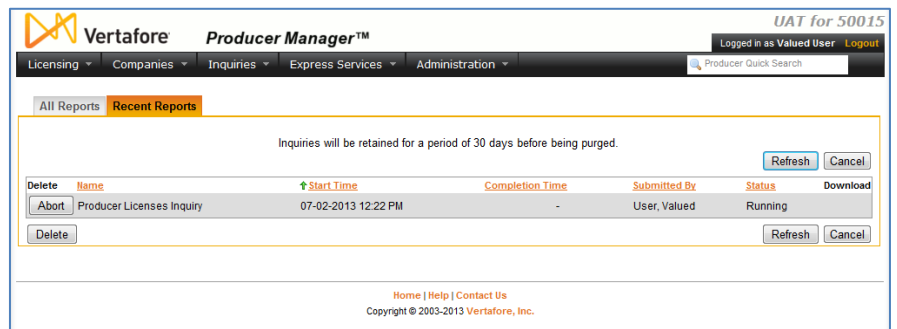 UAT for 50015
Vertafore Producer Manager™
Logged in as Valued User Logout
Licensing Companies Inquiries Express Services Administration Producer Quick Search
All Reports Recent Reports
Inquiries will be retained for a period of 30 days before being purged.
Refresh Cancel
Delete Name Start Time Completion Time Submitted By Status Download
Abort Producer Licenses Inquiry 07-02-2013 12:22 PM - User, Valued Running
Delete Refresh Cancel
Home | Help | Contact Us
Copyright © 2003-2013 Vertafore, Inc.